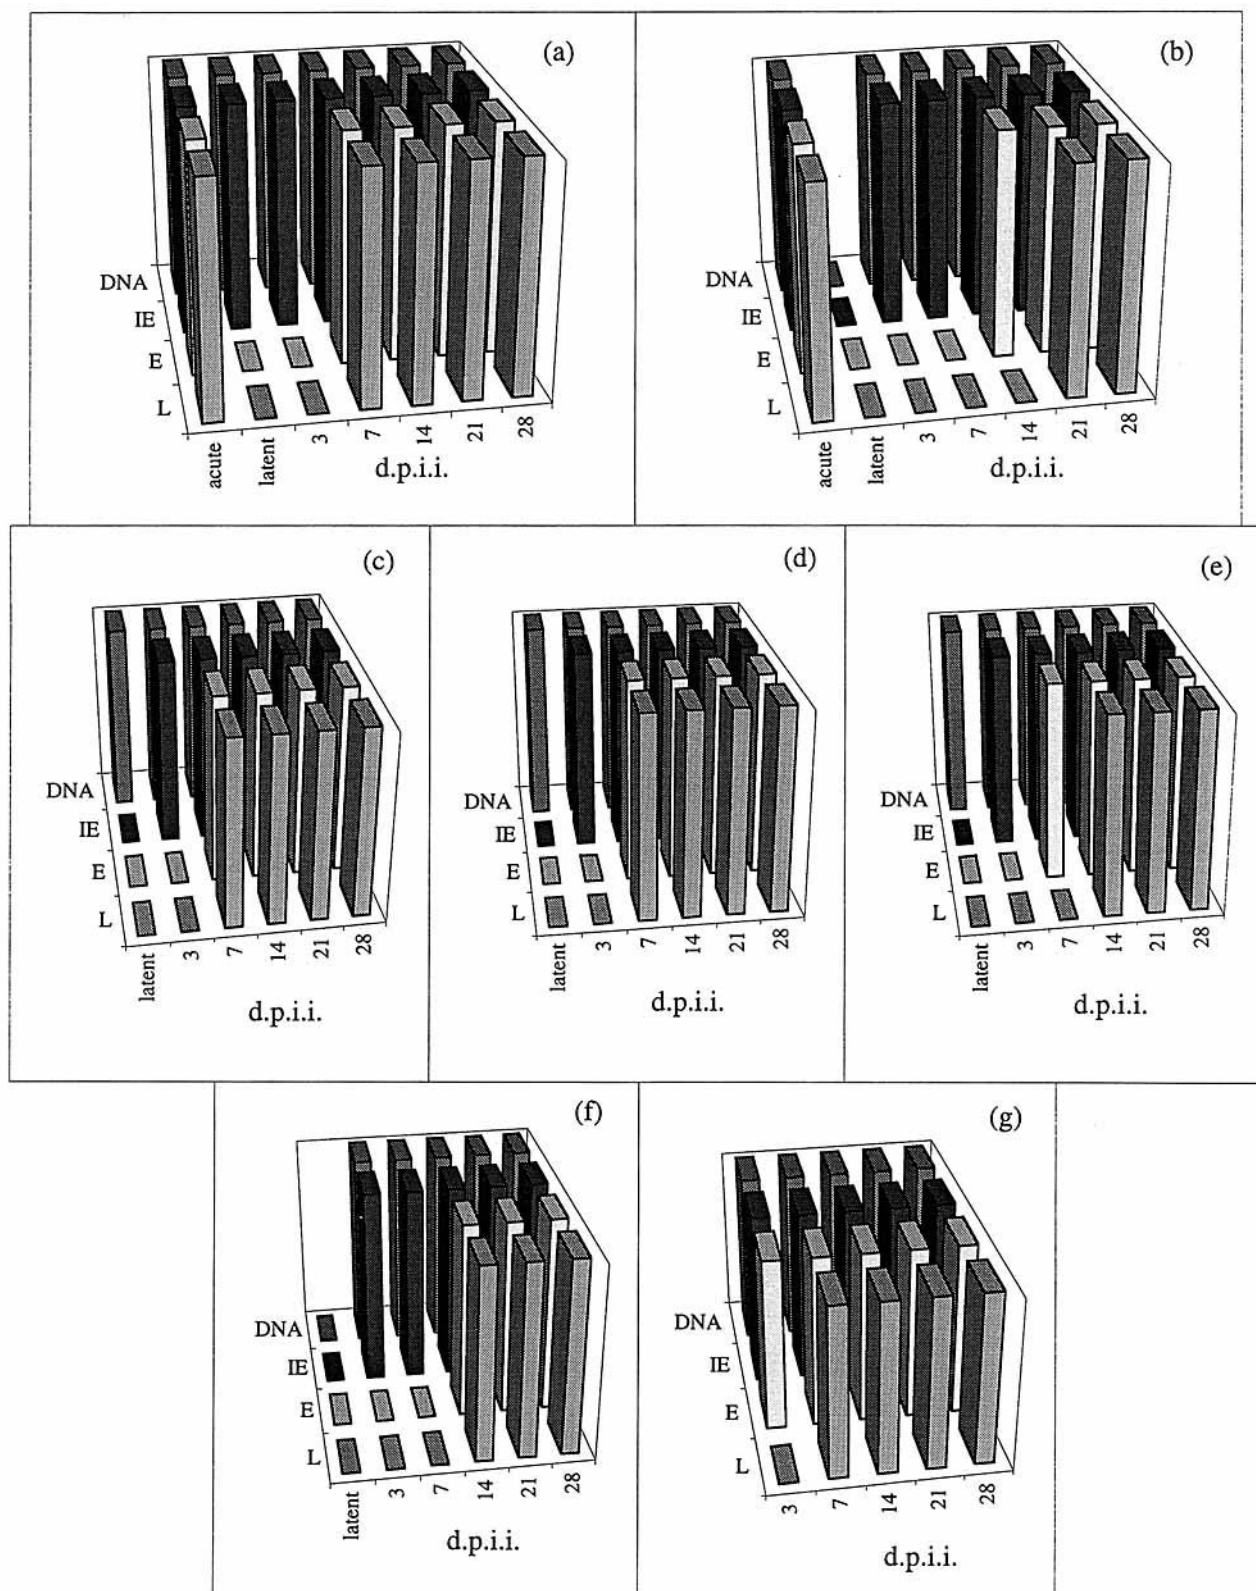 (a)
DNA
IE
E
L
acute
latent
3
7
14
21
28
d.p.i.i.
(b)
DNA
IE
E
L
acute
latent
3
7
14
21
28
d.p.i.i.
(c)
DNA
IE
E
L
latent
3
7
14
21
28
d.p.i.i.
(d)
DNA
IE
E
L
latent
3
7
14
21
28
d.p.i.i.
(e)
DNA
IE
E
L
latent
3
7
14
21
28
d.p.i.i.
(f)
DNA
IE
E
L
latent
3
7
14
21
28
d.p.i.i.
(g)
DNA
IE
E
L
3
7
14
21
28
d.p.i.i.